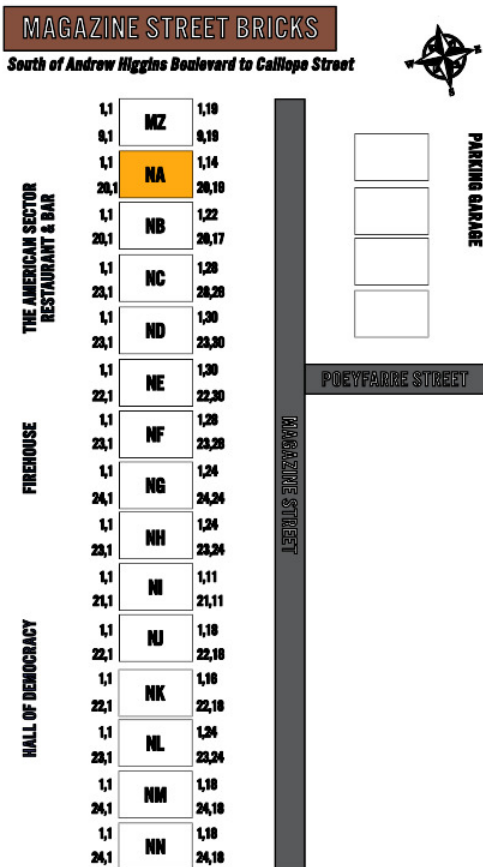 MAGAZINE STREET BRICKS
South of Andrew Higgins Boulevard to Calliope Street
N
E
S
W
1,1 MZ 1,19
9,1 9,19
1,1 NA 1,14
20,1 20,19
1,1 NB 1,22
20,1 20,17
1,1 NC 1,28
23,1 28,28
1,1 ND 1,30
23,1 23,30
1,1 NE 1,30
22,1 22,30
1,1 NF 1,28
23,1 23,28
1,1 NG 1,24
24,1 24,24
1,1 NH 1,24
23,1 23,24
1,1 NI 1,11
21,1 21,11
1,1 NJ 1,18
22,1 22,18
1,1 NK 1,16
22,1 22,18
1,1 NL 1,24
23,1 23,24
1,1 NM 1,18
24,1 24,18
1,1 NN 1,18
24,1 24,18
THE AMERICAN SECTOR
RESTAURANT & BAR
FIREHOUSE
HALL OF DEMOCRACY
MAGAZINE STREET
POEYFARRE STREET
PARKING GARAGE